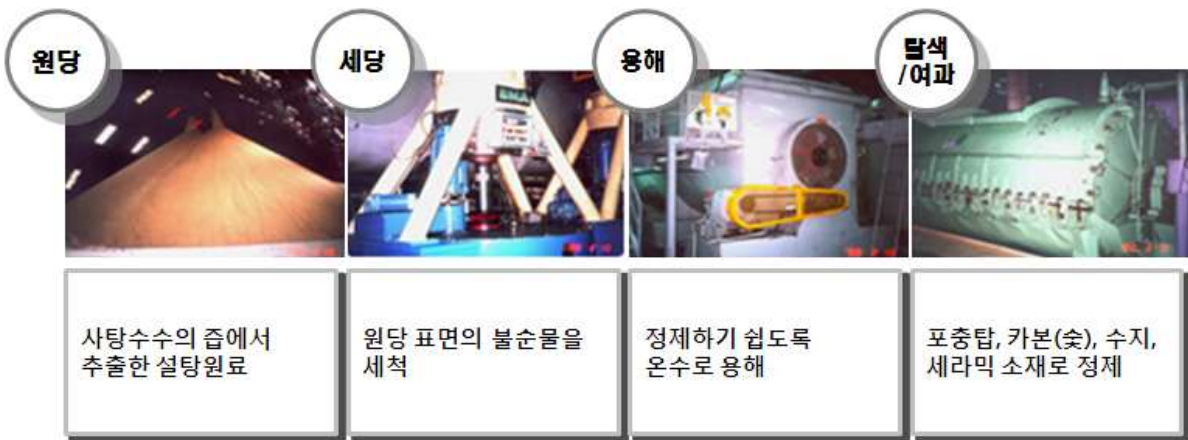 원당
세당
용해
탈색
/여과
BMA
사탕수수의 즙에서
추출한 설탕원료
원당 표면의 불순물을
세척
정제하기 쉽도록
온수로 용해
포충탑, 카본(숯), 수지,
세라믹 소재로 정제